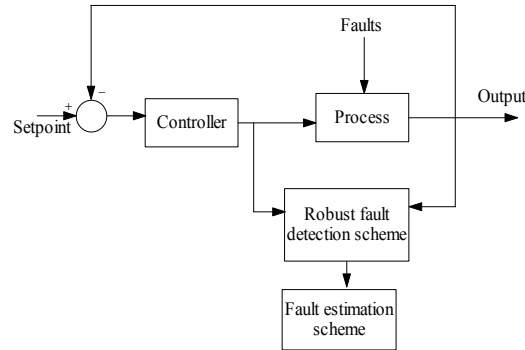 Faults
−
+
Setpoint
Controller
Process
Output
Robust fault
detection scheme
Fault estimation
scheme